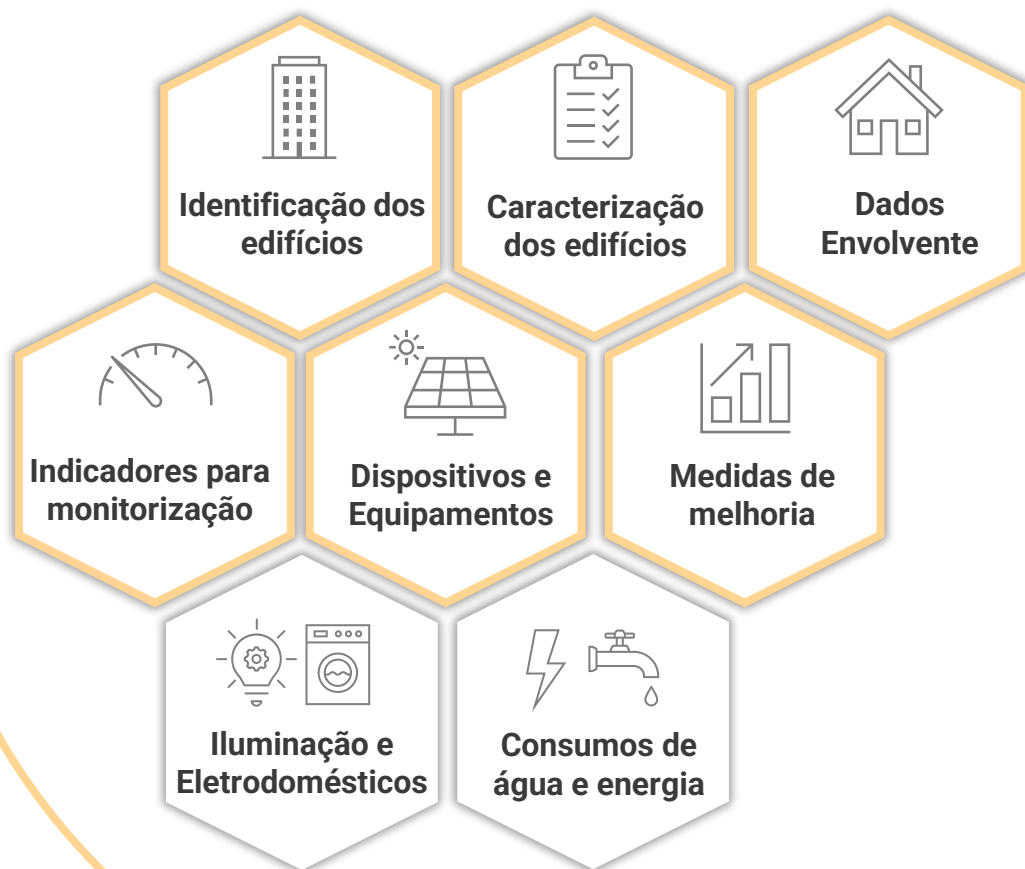 Identificação dos
edifícios
Caracterização
dos edifícios
Dados
Envolvente
Indicadores para
monitorização
Dispositivos e
Equipamentos
Medidas de
melhoria
Iluminação e
Eletrodomésticos
Consumos de
água e energia